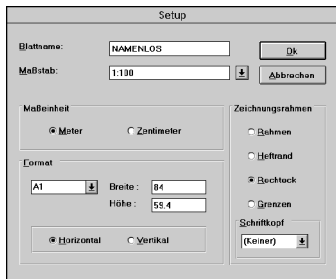 Setup
Blattname: NAMENLOS
Ok
Maßstab: 1:100
Abbrechen
Maßeinheit
Meter Zentimeter
Format
A1
Breite: 84
Höhe: 59,4
Horizontal Vertikal
Zeichnungsrahmen
Rahmen
Heftrand
Rechteck
Grenzen
Schriftkopf
(Keiner)